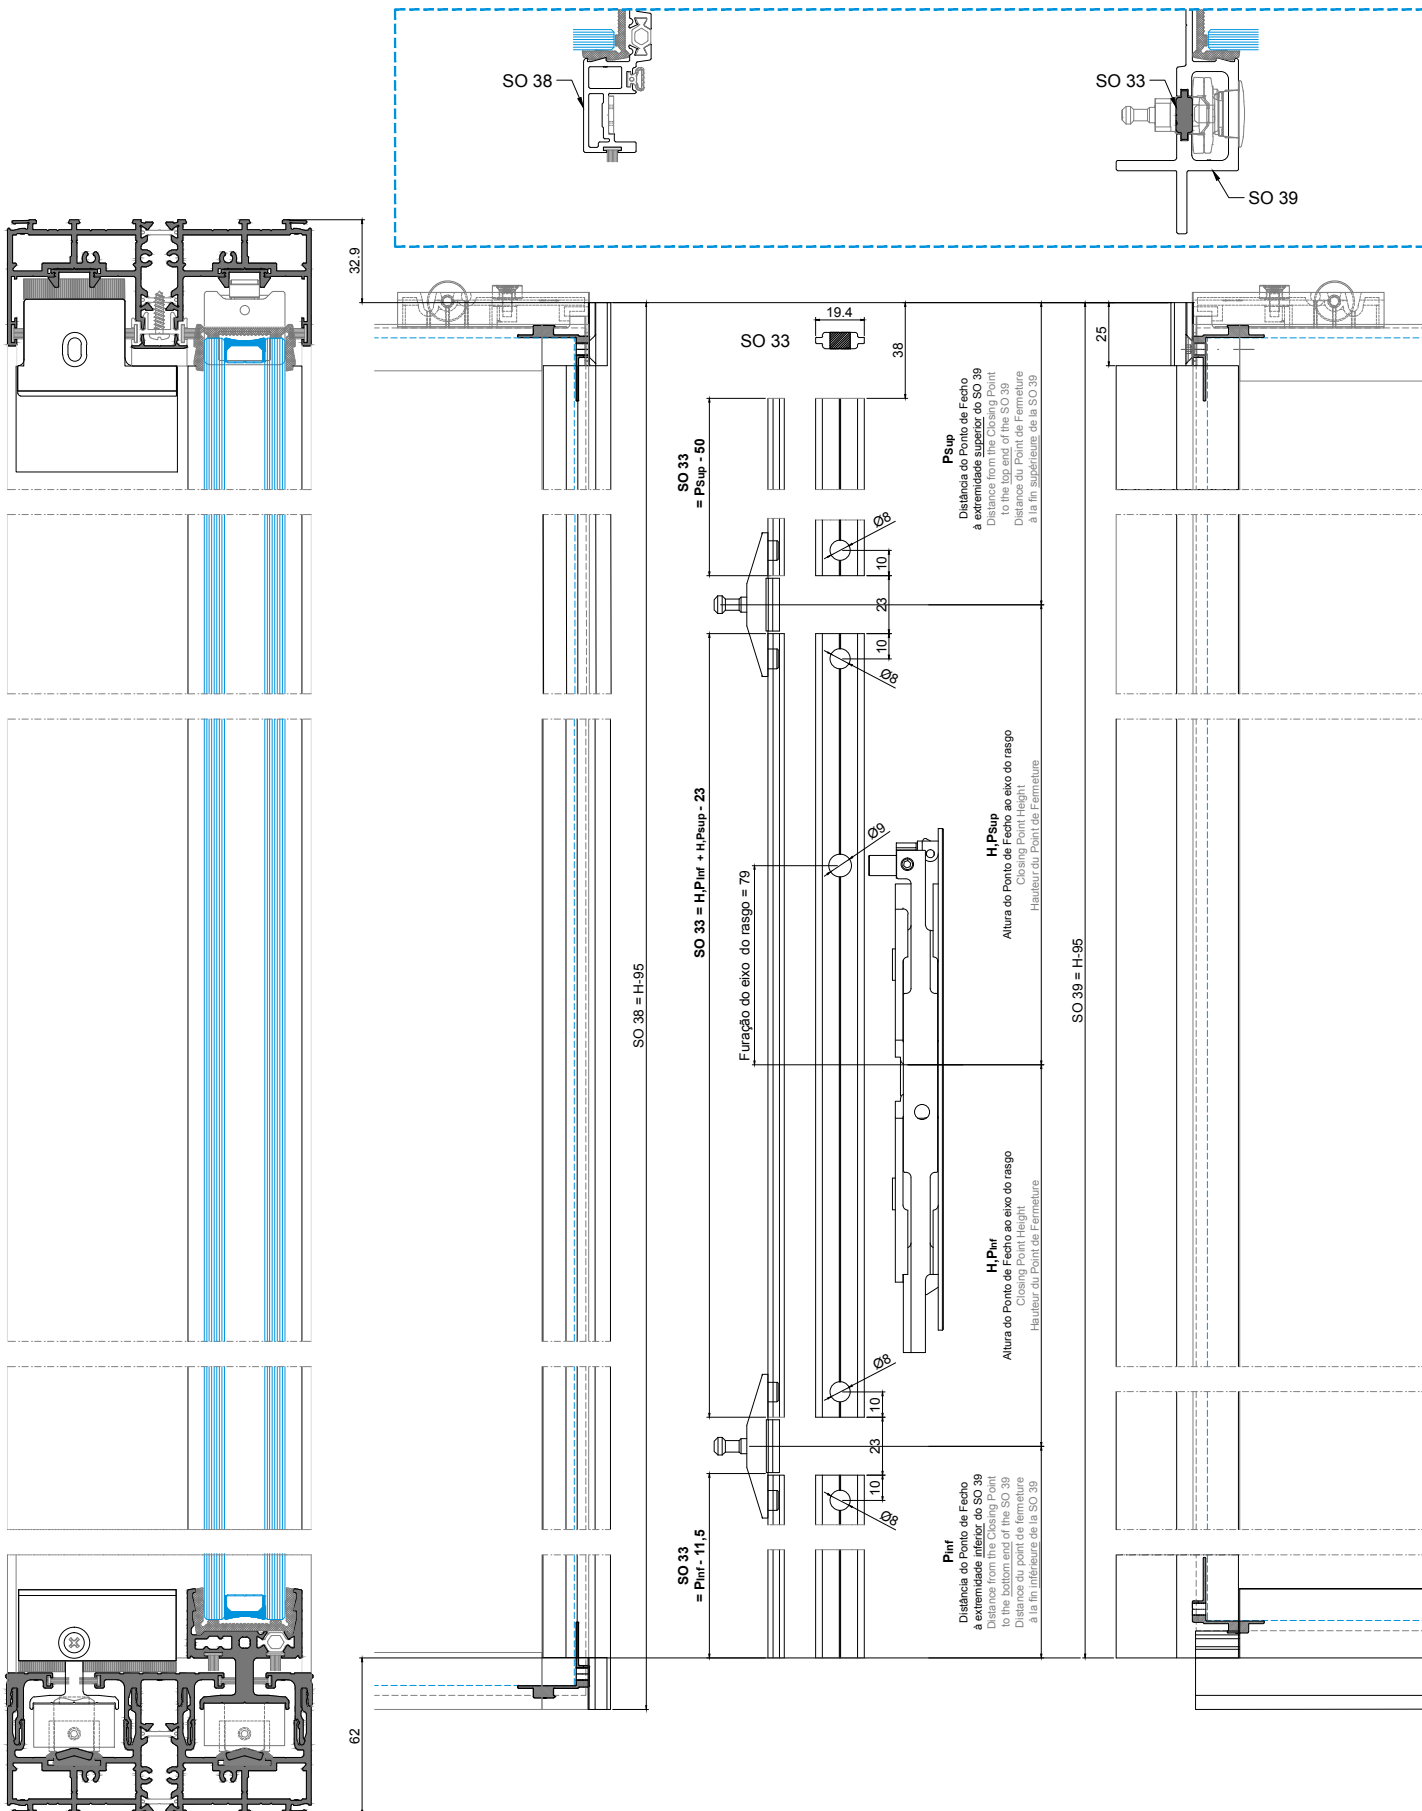 SO 38
SO 33
SO 39
32.9
19.4
SO 33
38
25
SO 33
= PSup - 50
PSup
Distância do Ponto de Fecho
à extremidade superior do SO 39
Distance from the Closing Point
to the top end of the SO 39
Distance du Point de Fermeture
à la fin supérieure de la SO 39
Ø8
10
23
10
Ø8
SO 33 = H,PInf + H,PSup - 23
Ø9
Furação do eixo do rasgo = 79
H,PSup
Altura do Ponto de Fecho ao eixo do rasgo
Closing Point Height
Hauteur du Point de Fermeture
SO 38 = H-95
SO 39 = H-95
H,PInf
Altura do Ponto de Fecho ao eixo do rasgo
Closing Point Height
Hauteur du Point de Fermeture
Ø8
10
23
10
Ø8
SO 33
= PInf - 11,5
PInf
Distância do Ponto de Fecho
à extremidade inferior do SO 39
Distance from the Closing Point
to the bottom end of the SO 39
Distance du point de fermeture
à la fin inférieure de la SO 39
62